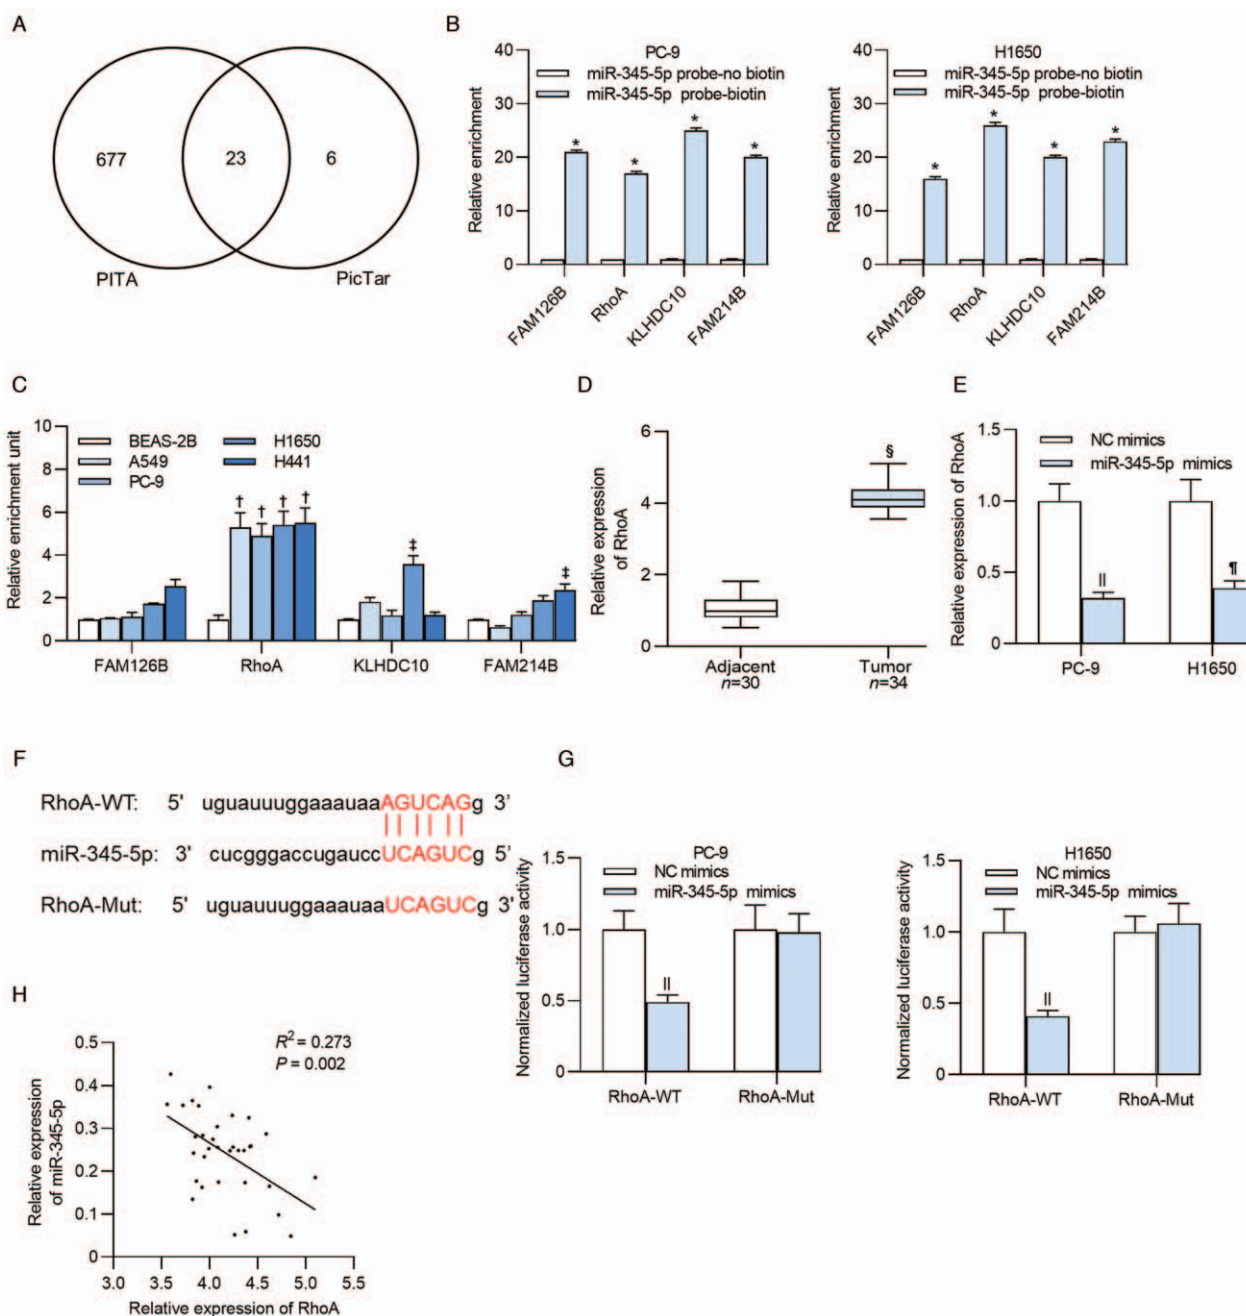 A
677
23
6
PITA
PicTar
B
PC-9
miR-345-5p probe-no biotin
miR-345-5p probe-biotin
Relative enrichment
40
30
20
10
0
* * * *
FAM126B
RhoA
KLHDC10
FAM214B
H1650
miR-345-5p probe-no biotin
miR-345-5p probe-biotin
Relative enrichment
40
30
20
10
0
* * * *
FAM126B
RhoA
KLHDC10
FAM214B
C
Relative enrichment unit
10
8
6
4
2
0
BEAS-2B
A549
PC-9
H1650
H441
† † † †
‡
‡
FAM126B
RhoA
KLHDC10
FAM214B
D
Relative expression
of RhoA
6
4
2
0
§
Adjacent
n=30
Tumor
n=34
E
Relative expression of RhoA
1.5
1.0
0.5
0.0
NC mimics
miR-345-5p mimics
||
¶
PC-9
H1650
F
RhoA-WT: 5' uguauuuggaaauaaAGUCAGg 3'
miR-345-5p: 3' cucgggaccugauccUCAGUCg 5'
RhoA-Mut: 5' uguauuuggaaauaaUCAGUCg 3'
G
PC-9
NC mimics
miR-345-5p mimics
Normalized luciferase activity
1.5
1.0
0.5
0.0
||
RhoA-WT
RhoA-Mut
H1650
NC mimics
miR-345-5p mimics
Normalized luciferase activity
1.5
1.0
0.5
0.0
||
RhoA-WT
RhoA-Mut
H
R2 = 0.273
P = 0.002
Relative expression
of miR-345-5p
0.5
0.4
0.3
0.2
0.1
0
3.0
3.5
4.0
4.5
5.0
5.5
Relative expression of RhoA